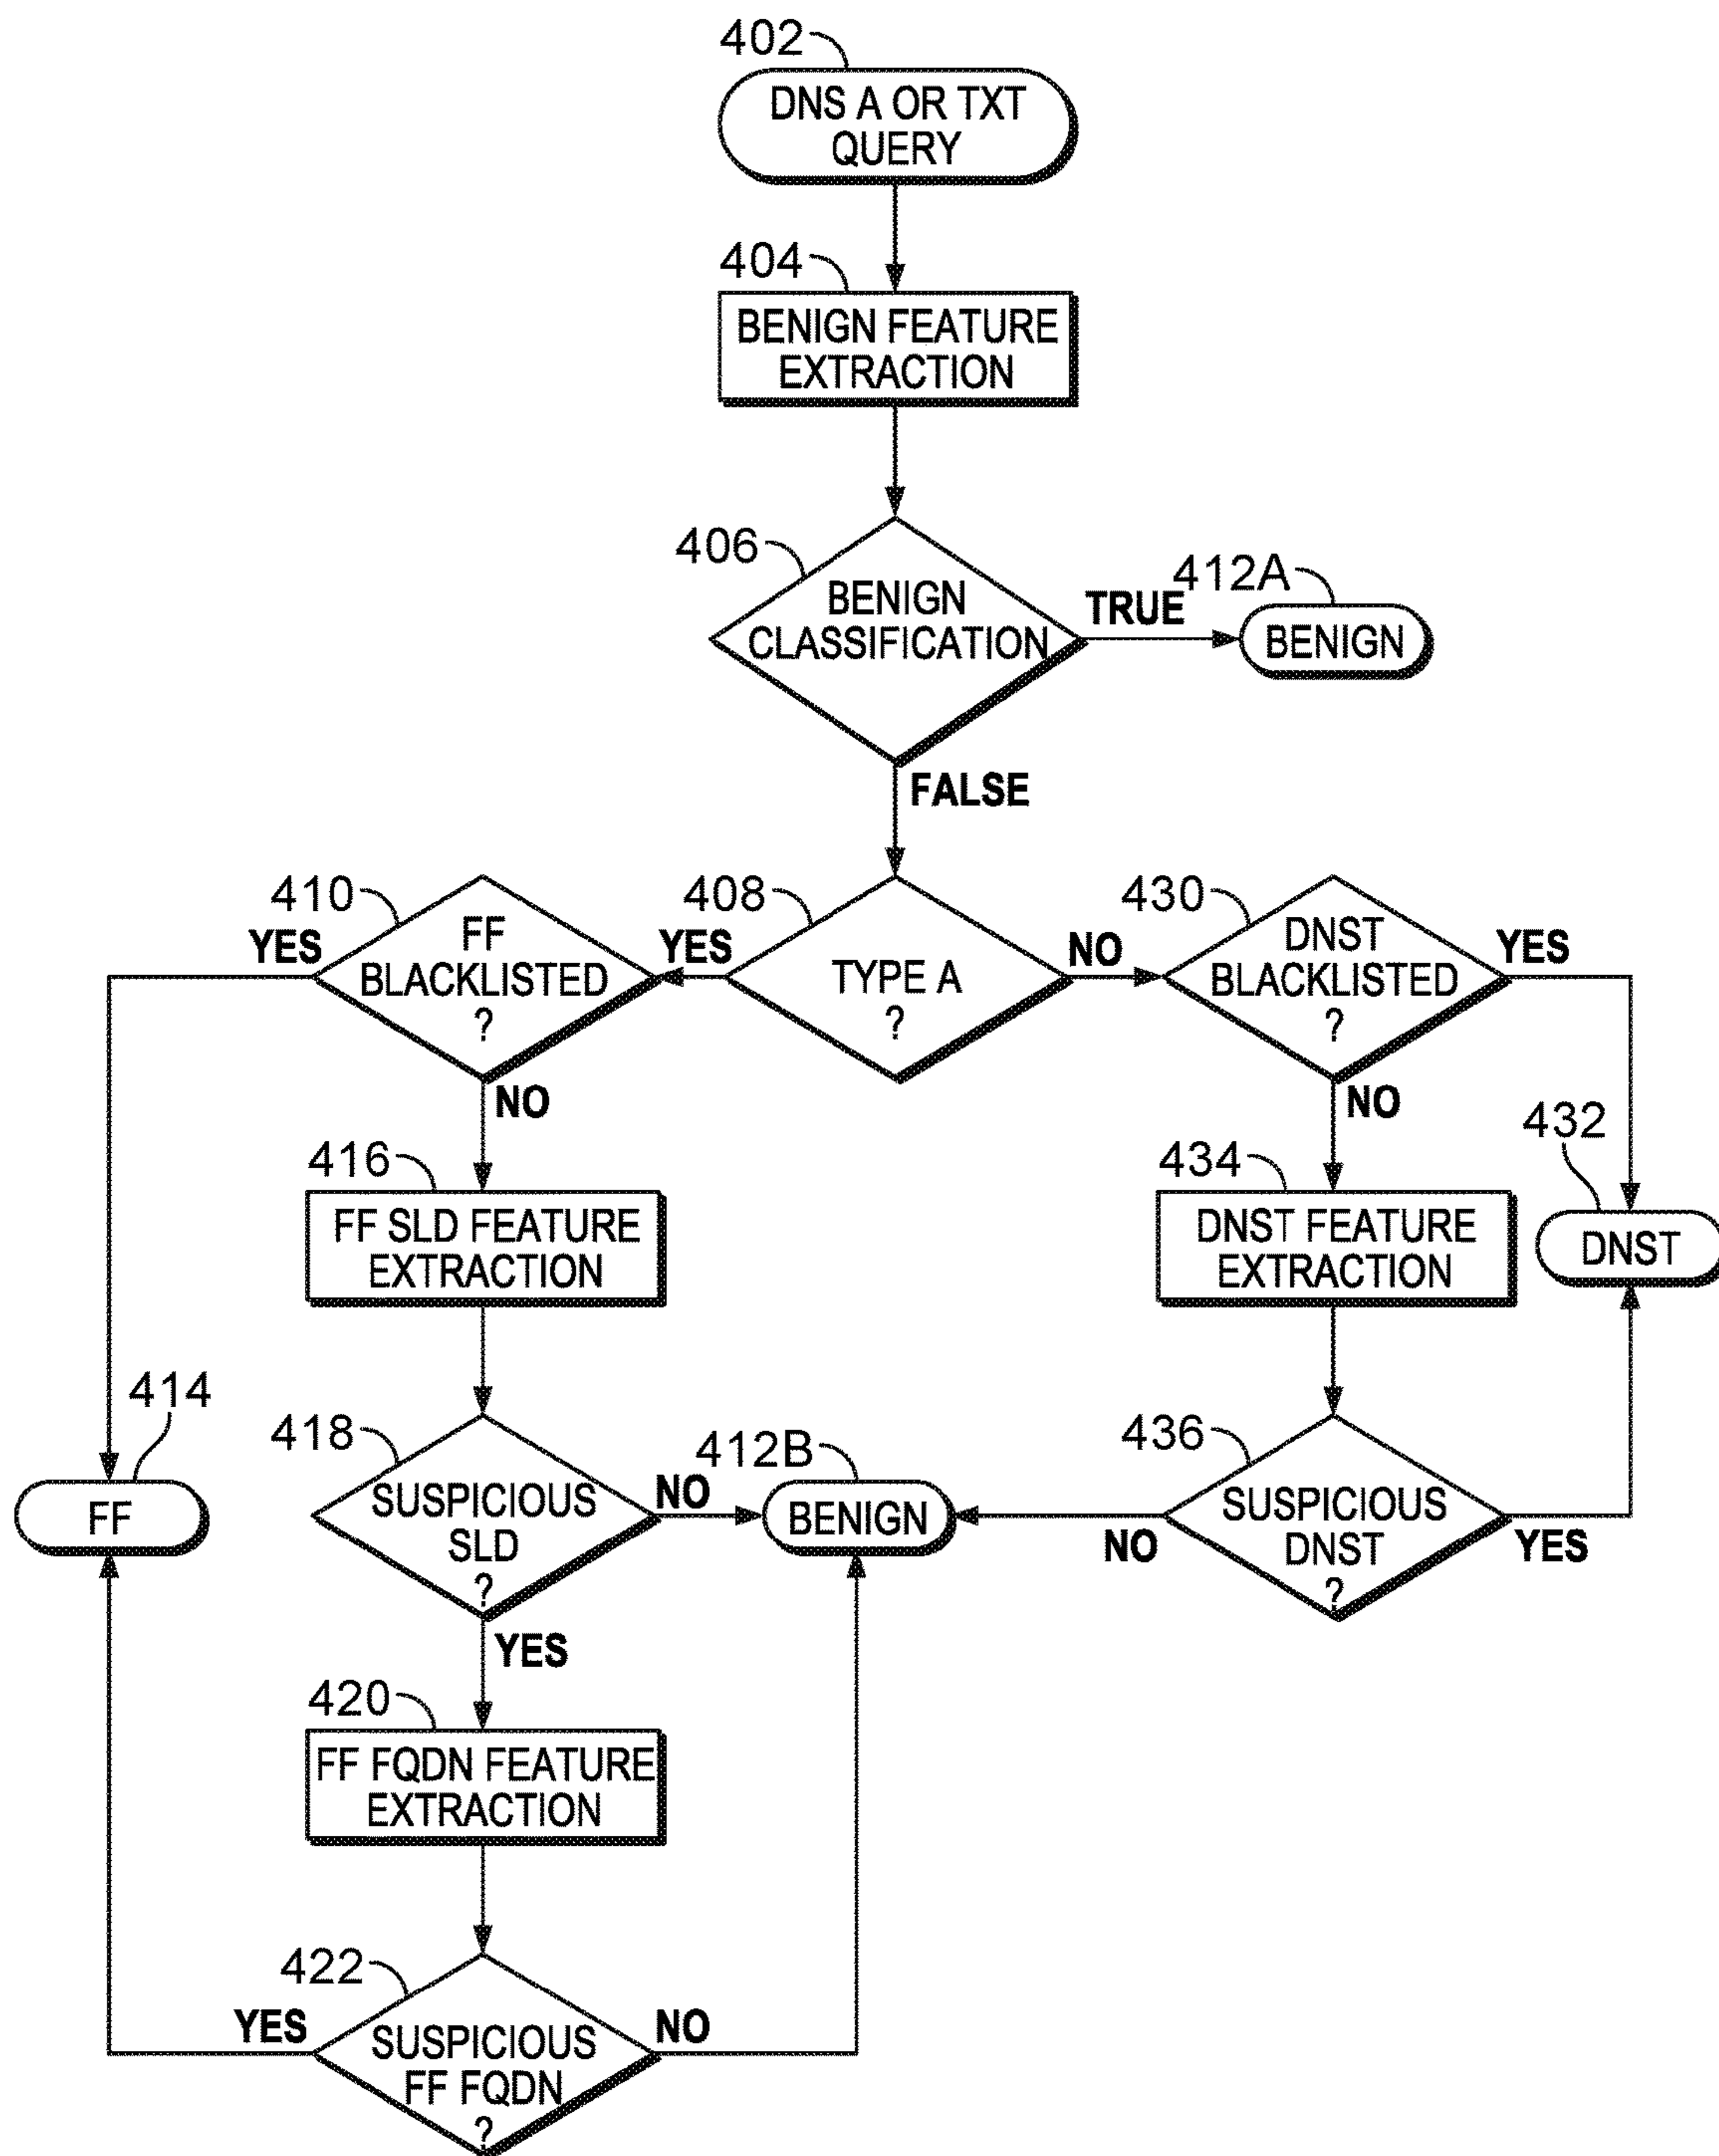 402
DNS A OR TXT
QUERY
404
BENIGN FEATURE
EXTRACTION
406
BENIGN
CLASSIFICATION
TRUE
412A
BENIGN
FALSE
410
FF
BLACKLISTED
?
YES
408
YES
TYPE A
?
NO
430
DNST
BLACKLISTED
?
YES
NO
NO
416
FF SLD FEATURE
EXTRACTION
434
DNST FEATURE
EXTRACTION
432
DNST
414
FF
418
SUSPICIOUS
SLD
?
NO
412B
BENIGN
436
SUSPICIOUS
DNST
?
NO
YES
YES
420
FF FQDN FEATURE
EXTRACTION
422
YES
SUSPICIOUS
FF FQDN
?
NO